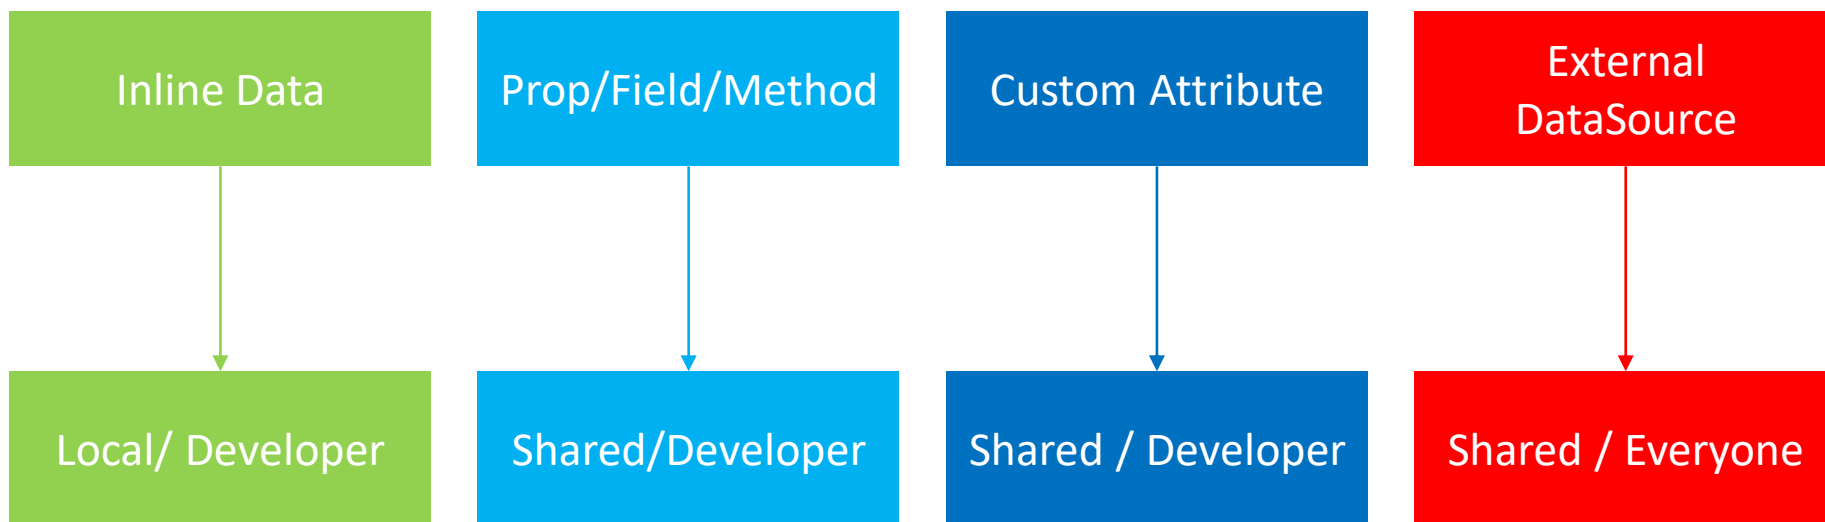 Inline Data
Prop/Field/Method
Custom Attribute
External
DataSource
Local/ Developer
Shared/Developer
Shared / Developer
Shared / Everyone